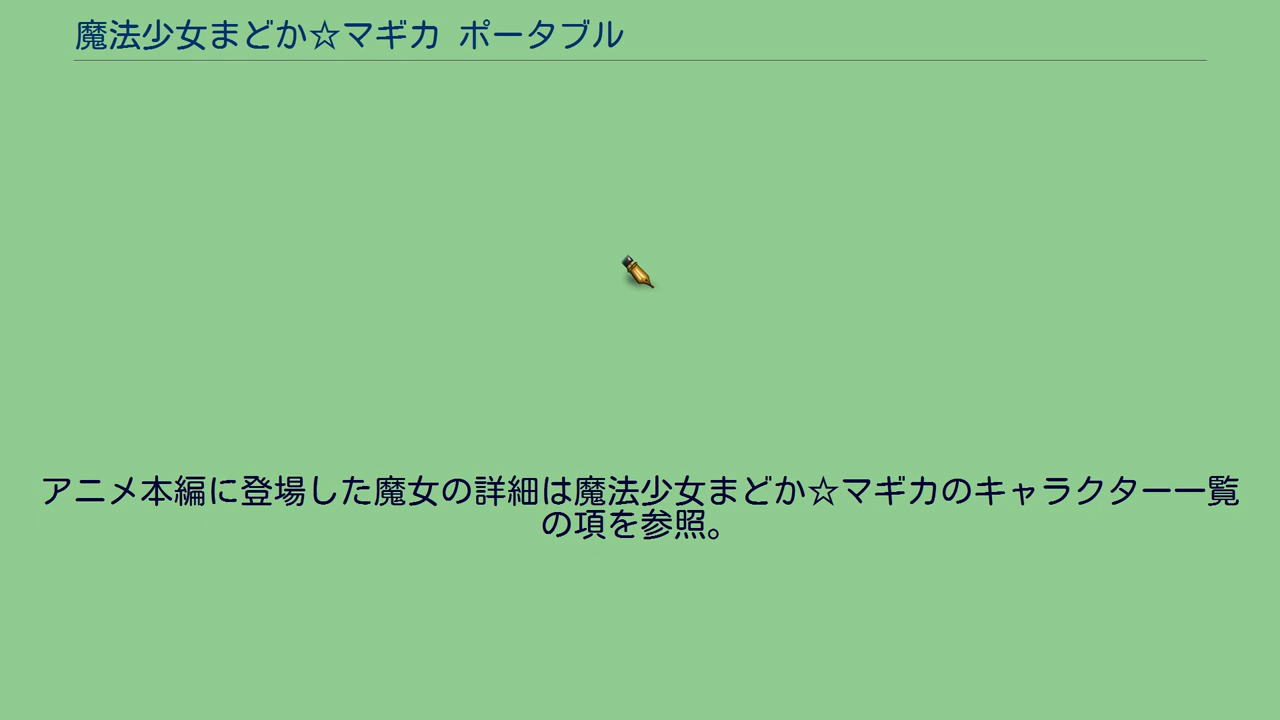 魔法少女まどか☆マギカ ポータブル
アニメ本編に登場した魔女の詳細は魔法少女まどか☆マギカのキャラクター一覧
の項を参照。